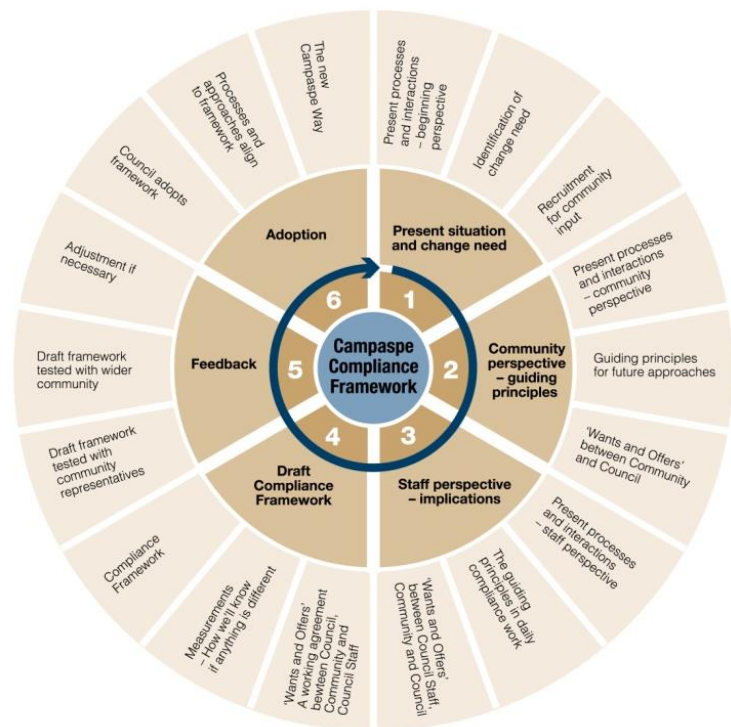 Campaspe
Compliance
Framework
1
Present situation
and change need
Present processes
and interactions
– beginning
perspective
Identification of
change need
Recruitment
for community
input
2
Community
perspective
– guiding
principles
Present processes
and interactions
– community
perspective
Guiding principles
for future approaches
'Wants and Offers'
between Community
and Council
3
Staff perspective
– implications
Present processes
and interactions
– staff perspective
The guiding
principles in daily
compliance work
'Wants and Offers'
between Council Staff,
Community and Council
4
Draft
Compliance
Framework
'Wants and Offers'
A working agreement
bewteen Council,
Community and
Council Staff
Measurements
– How we'll know
if anything is different
Compliance
Framework
5
Feedback
Draft framework
tested with
community
representatives
Draft framework
tested with wider
community
Adjustment if
necessary
6
Adoption
Council adopts
framework
Processes and
approaches align
to framework
The new
Campaspe Way